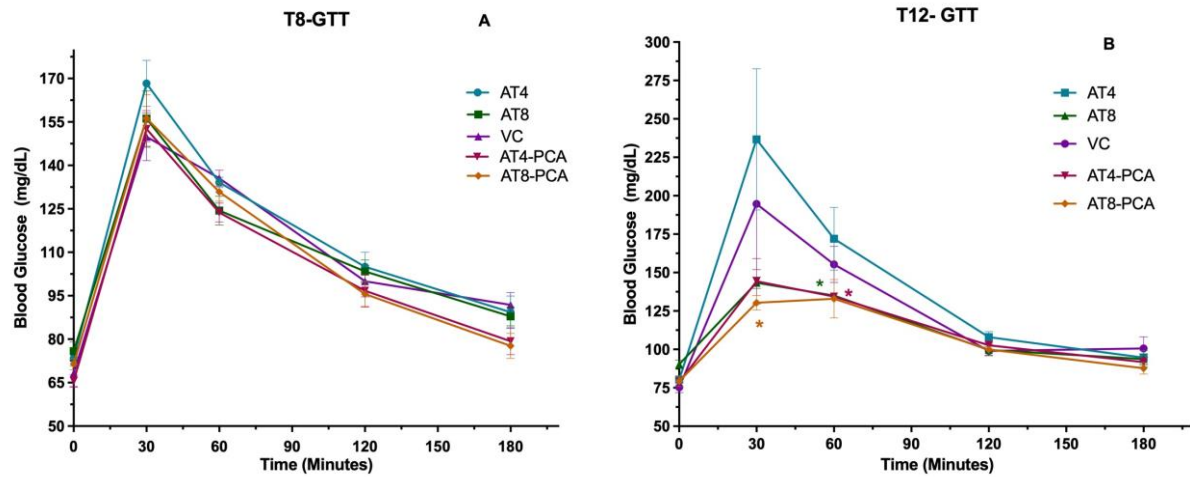 T8-GTT
A
Blood Glucose (mg/dL)
170
155
140
125
110
95
80
65
50
0
30
60
90
120
150
180
Time (Minutes)
AT4
AT8
VC
AT4-PCA
AT8-PCA
T12- GTT
B
Blood Glucose (mg/dL)
300
275
250
225
200
175
150
125
100
75
50
0
30
60
90
120
150
180
Time (Minutes)
AT4
AT8
VC
AT4-PCA
AT8-PCA
*
*
*